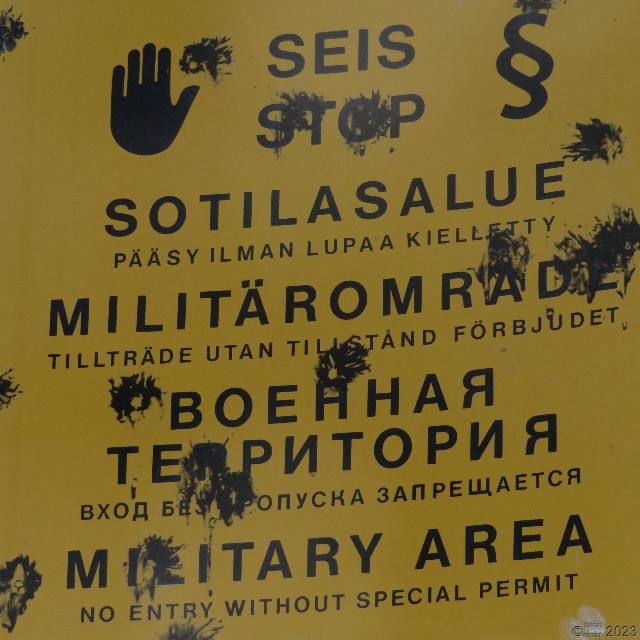 SEIS
§
STOP
SOTILASALUE
PÄÄSY ILMAN LUPAA KIELLETTY
MILITÄROMRÅDE
TILLTRÄDE UTAN TILLSTÅND FÖRBJUDET
ВОЕННАЯ
ТЕРРИТОРИЯ
ВХОД БЕЗ ПРОПУСКА ЗАПРЕЩАЕТСЯ
MILITARY AREA
NO ENTRY WITHOUT SPECIAL PERMIT
© 2023